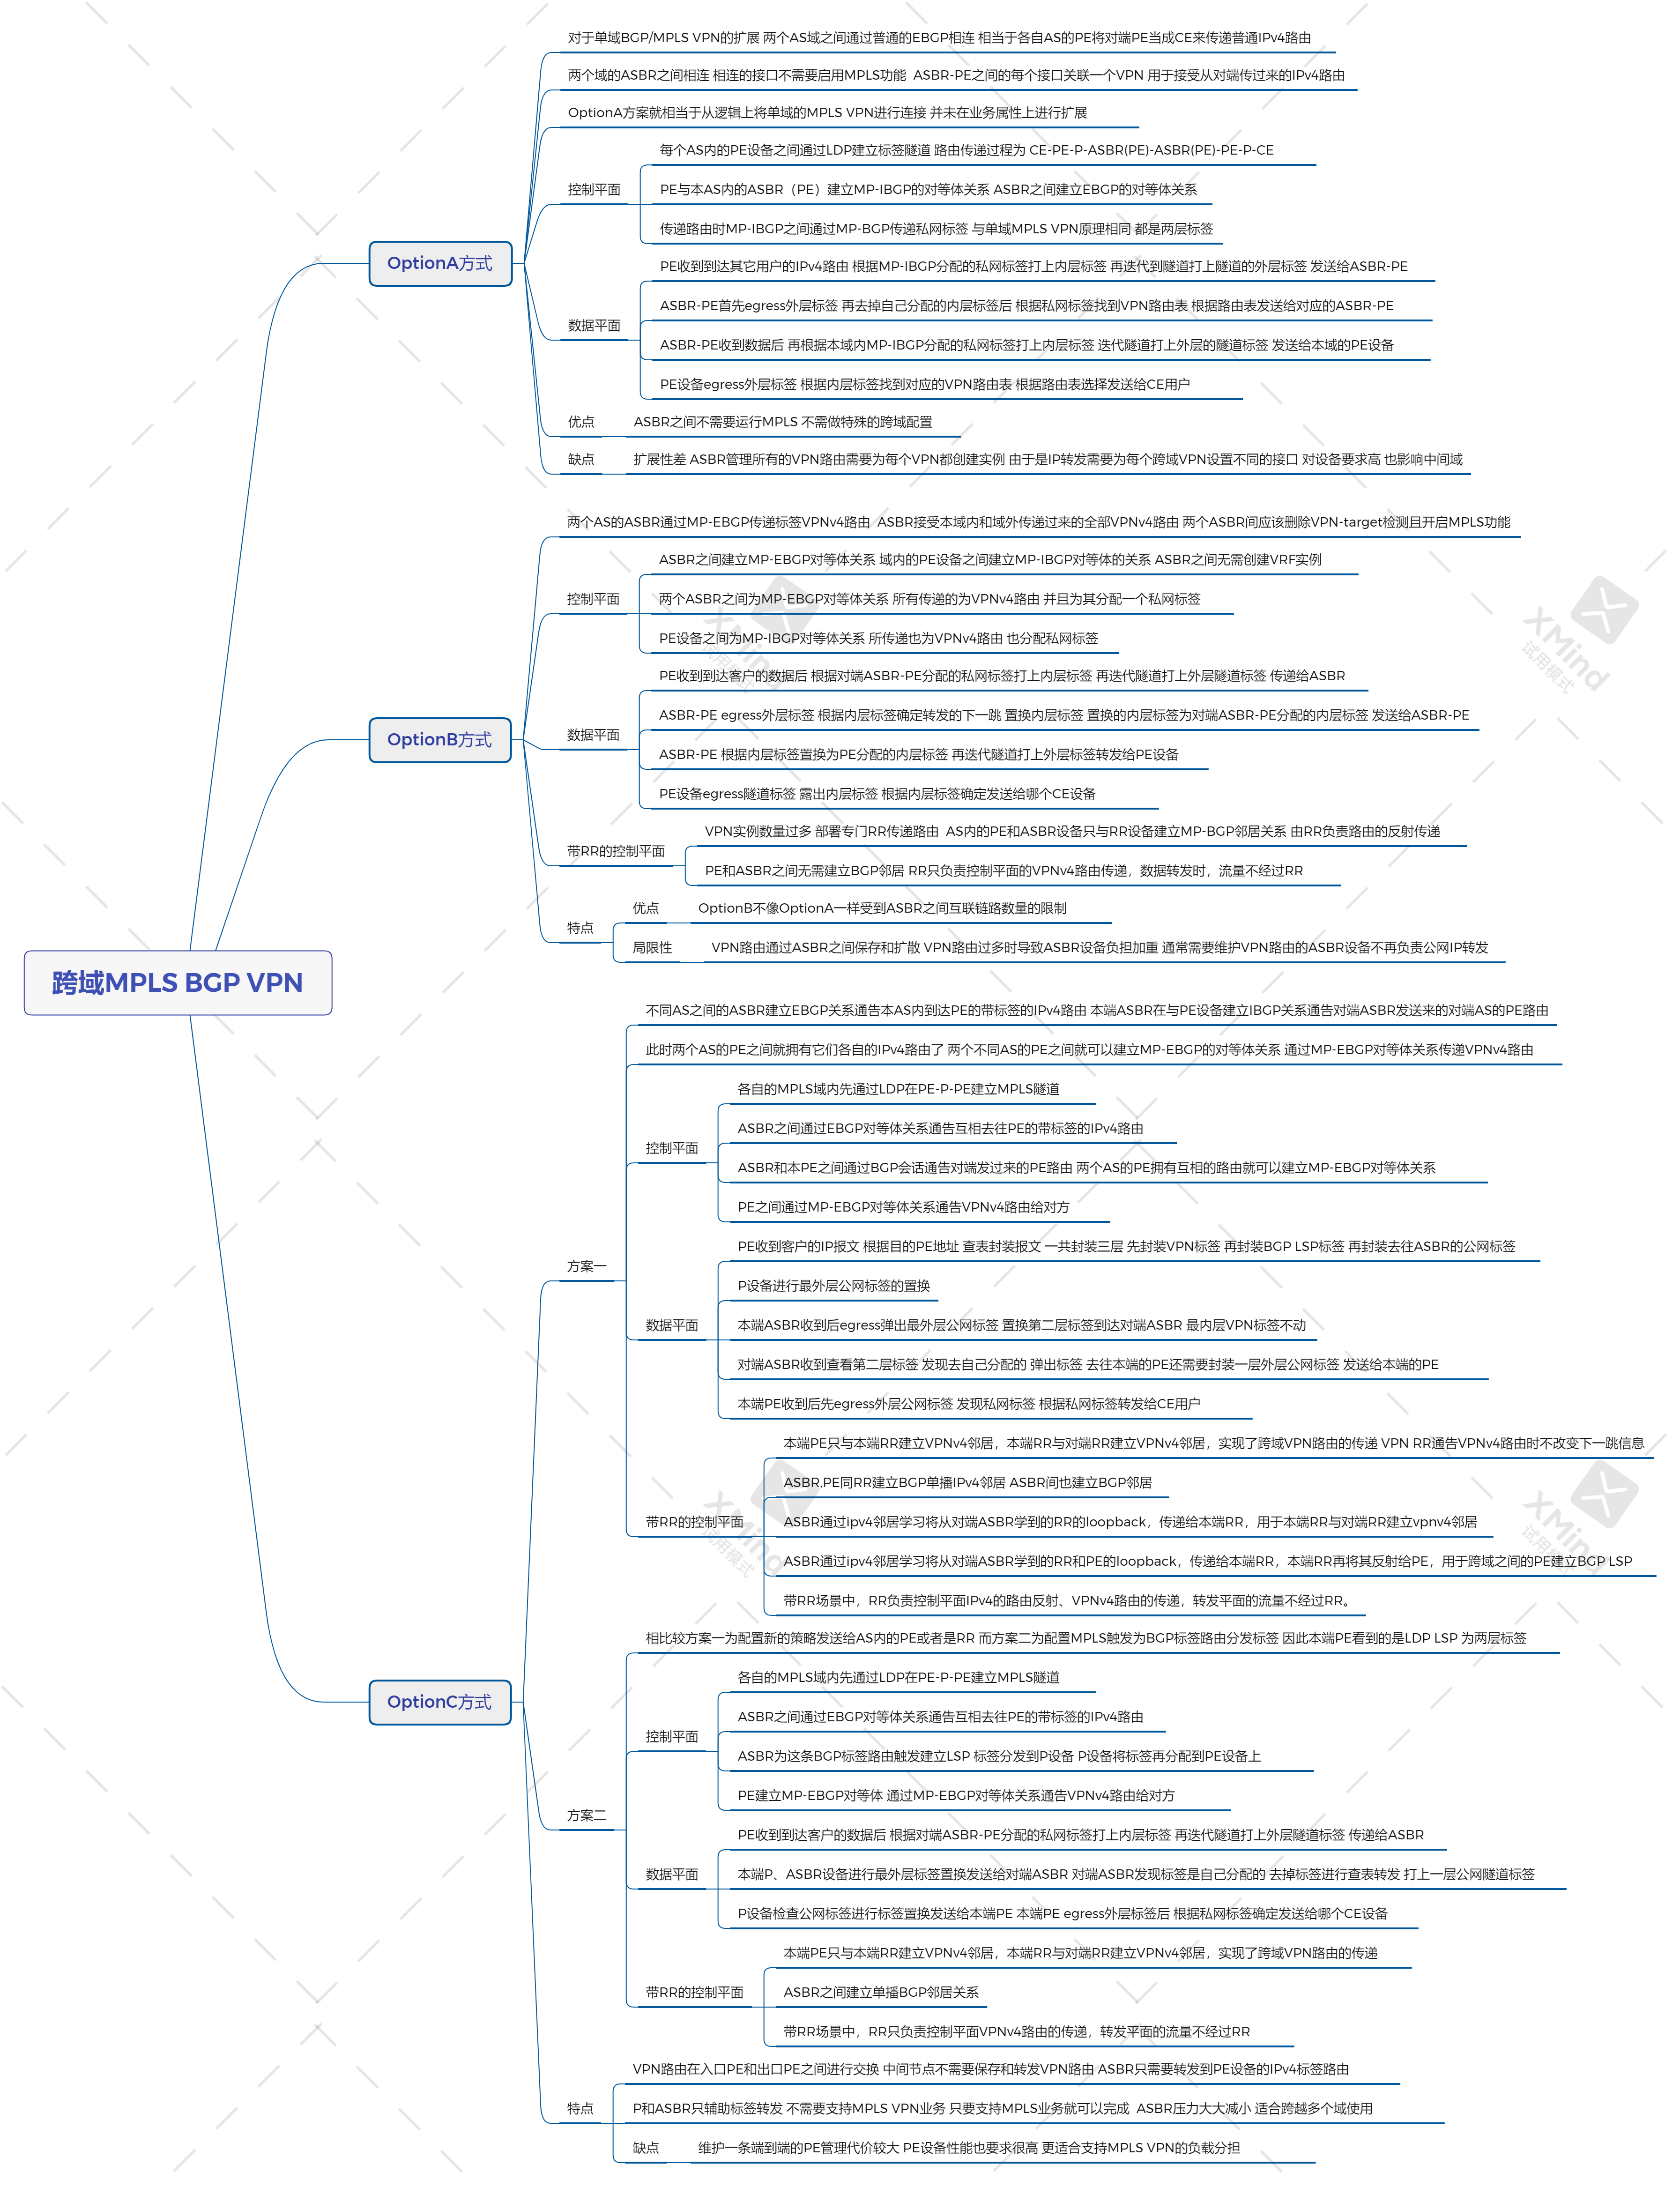 对于单域BGP/MPLS VPN的扩展 两个AS域之间通过普通的EBGP相连 相当于各自AS的PE将对端PE当成CE来传递普通IPv4路由
两个域的ASBR之间相连 相连的接口不需要启用MPLS功能  ASBR-PE之间的每个接口关联一个VPN 用于接受从对端传过来的IPv4路由
OptionA方案就相当于从逻辑上将单域的MPLS VPN进行连接 并未在业务属性上进行扩展
每个AS内的PE设备之间通过LDP建立标签隧道 路由传递过程为 CE-PE-P-ASBR(PE)-ASBR(PE)-PE-P-CE
控制平面
PE与本AS内的ASBR（PE）建立MP-IBGP的对等体关系 ASBR之间建立EBGP的对等体关系
传递路由时MP-IBGP之间通过MP-BGP传递私网标签 与单域MPLS VPN原理相同 都是两层标签
OptionA方式
PE收到到达其它用户的IPv4路由 根据MP-IBGP分配的私网标签打上内层标签 再迭代到隧道打上隧道的外层标签 发送给ASBR-PE
ASBR-PE首先egress外层标签 再去掉自己分配的内层标签后 根据私网标签找到VPN路由表 根据路由表发送给对应的ASBR-PE
数据平面
ASBR-PE收到数据后 再根据本域内MP-IBGP分配的私网标签打上内层标签 迭代隧道打上外层的隧道标签 发送给本域的PE设备
PE设备egress外层标签 根据内层标签找到对应的VPN路由表 根据路由表选择发送给CE用户
优点
ASBR之间不需要运行MPLS 不需做特殊的跨域配置
缺点
扩展性差 ASBR管理所有的VPN路由需要为每个VPN都创建实例 由于是IP转发需要为每个跨域VPN设置不同的接口 对设备要求高 也影响中间域
两个AS的ASBR通过MP-EBGP传递标签VPNv4路由  ASBR接受本域内和域外传递过来的全部VPNv4路由 两个ASBR间应该删除VPN-target检测且开启MPLS功能
ASBR之间建立MP-EBGP对等体关系 域内的PE设备之间建立MP-IBGP对等体的关系 ASBR之间无需创建VRF实例
控制平面
两个ASBR之间为MP-EBGP对等体关系 所有传递的为VPNv4路由 并且为其分配一个私网标签
PE设备之间为MP-IBGP对等体关系 所传递也为VPNv4路由 也分配私网标签
PE收到到达客户的数据后 根据对端ASBR-PE分配的私网标签打上内层标签 再迭代隧道打上外层隧道标签 传递给ASBR
ASBR-PE egress外层标签 根据内层标签确定转发的下一跳 置换内层标签 置换的内层标签为对端ASBR-PE分配的内层标签 发送给ASBR-PE
OptionB方式
数据平面
ASBR-PE 根据内层标签置换为PE分配的内层标签 再迭代隧道打上外层标签转发给PE设备
PE设备egress隧道标签 露出内层标签 根据内层标签确定发送给哪个CE设备
VPN实例数量过多 部署专门RR传递路由  AS内的PE和ASBR设备只与RR设备建立MP-BGP邻居关系 由RR负责路由的反射传递
带RR的控制平面
PE和ASBR之间无需建立BGP邻居 RR只负责控制平面的VPNv4路由传递，数据转发时，流量不经过RR
优点
OptionB不像OptionA一样受到ASBR之间互联链路数量的限制
特点
局限性
VPN路由通过ASBR之间保存和扩散 VPN路由过多时导致ASBR设备负担加重 通常需要维护VPN路由的ASBR设备不再负责公网IP转发
跨域MPLS BGP VPN
不同AS之间的ASBR建立EBGP关系通告本AS内到达PE的带标签的IPv4路由 本端ASBR在与PE设备建立IBGP关系通告对端ASBR发送来的对端AS的PE路由
此时两个AS的PE之间就拥有它们各自的IPv4路由了 两个不同AS的PE之间就可以建立MP-EBGP的对等体关系 通过MP-EBGP对等体关系传递VPNv4路由
各自的MPLS域内先通过LDP在PE-P-PE建立MPLS隧道
ASBR之间通过EBGP对等体关系通告互相去往PE的带标签的IPv4路由
控制平面
ASBR和本PE之间通过BGP会话通告对端发过来的PE路由 两个AS的PE拥有互相的路由就可以建立MP-EBGP对等体关系
PE之间通过MP-EBGP对等体关系通告VPNv4路由给对方
PE收到客户的IP报文 根据目的PE地址 查表封装报文 一共封装三层 先封装VPN标签 再封装BGP LSP标签 再封装去往ASBR的公网标签
方案一
P设备进行最外层公网标签的置换
数据平面
本端ASBR收到后egress弹出最外层公网标签 置换第二层标签到达对端ASBR 最内层VPN标签不动
对端ASBR收到查看第二层标签 发现去自己分配的 弹出标签 去往本端的PE还需要封装一层外层公网标签 发送给本端的PE
本端PE收到后先egress外层公网标签 发现私网标签 根据私网标签转发给CE用户
本端PE只与本端RR建立VPNv4邻居，本端RR与对端RR建立VPNv4邻居，实现了跨域VPN路由的传递 VPN RR通告VPNv4路由时不改变下一跳信息
ASBR,PE同RR建立BGP单播IPv4邻居 ASBR间也建立BGP邻居
带RR的控制平面
ASBR通过ipv4邻居学习将从对端ASBR学到的RR的loopback，传递给本端RR，用于本端RR与对端RR建立vpnv4邻居
ASBR通过ipv4邻居学习将从对端ASBR学到的RR和PE的loopback，传递给本端RR，本端RR再将其反射给PE，用于跨域之间的PE建立BGP LSP
带RR场景中，RR负责控制平面IPv4的路由反射、VPNv4路由的传递，转发平面的流量不经过RR。
相比较方案一为配置新的策略发送给AS内的PE或者是RR 而方案二为配置MPLS触发为BGP标签路由分发标签 因此本端PE看到的是LDP LSP 为两层标签
各自的MPLS域内先通过LDP在PE-P-PE建立MPLS隧道
OptionC方式
ASBR之间通过EBGP对等体关系通告互相去往PE的带标签的IPv4路由
控制平面
ASBR为这条BGP标签路由触发建立LSP 标签分发到P设备 P设备将标签再分配到PE设备上
PE建立MP-EBGP对等体 通过MP-EBGP对等体关系通告VPNv4路由给对方
方案二
PE收到到达客户的数据后 根据对端ASBR-PE分配的私网标签打上内层标签 再迭代隧道打上外层隧道标签 传递给ASBR
数据平面
本端P、ASBR设备进行最外层标签置换发送给对端ASBR 对端ASBR发现标签是自己分配的 去掉标签进行查表转发 打上一层公网隧道标签
P设备检查公网标签进行标签置换发送给本端PE 本端PE egress外层标签后 根据私网标签确定发送给哪个CE设备
本端PE只与本端RR建立VPNv4邻居，本端RR与对端RR建立VPNv4邻居，实现了跨域VPN路由的传递
带RR的控制平面
ASBR之间建立单播BGP邻居关系
带RR场景中，RR只负责控制平面VPNv4路由的传递，转发平面的流量不经过RR
VPN路由在入口PE和出口PE之间进行交换 中间节点不需要保存和转发VPN路由 ASBR只需要转发到PE设备的IPv4标签路由
特点
P和ASBR只辅助标签转发 不需要支持MPLS VPN业务 只要支持MPLS业务就可以完成  ASBR压力大大减小 适合跨越多个域使用
缺点
维护一条端到端的PE管理代价较大 PE设备性能也要求很高 更适合支持MPLS VPN的负载分担
XMind
试用模式
XMind
试用模式
XMind
试用模式
XMind
试用模式